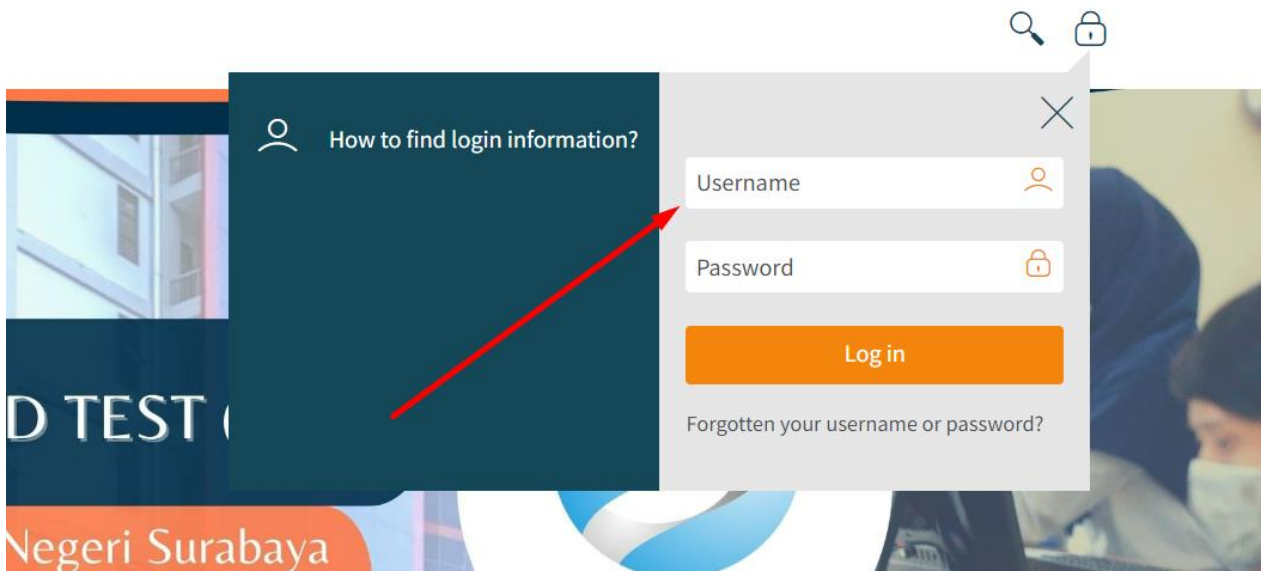 How to find login information?
Username
Password
Log in
Forgotten your username or password?
D TEST (
Negeri Surabaya